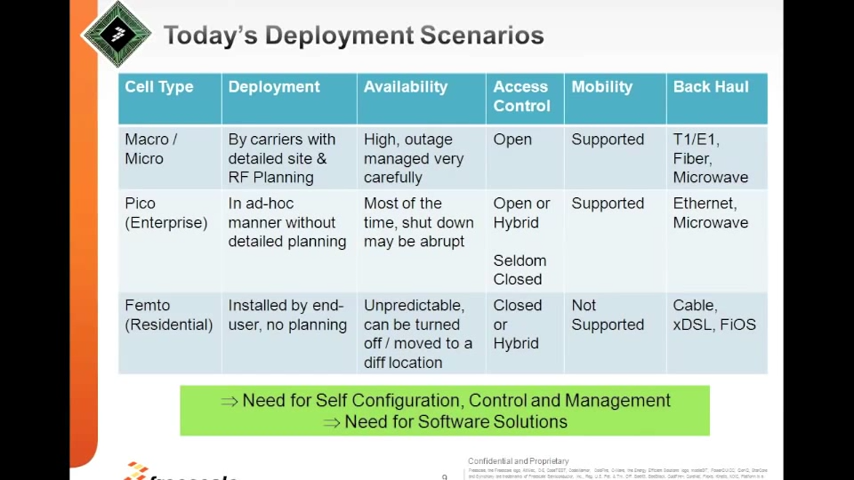 Today's Deployment Scenarios
Cell Type
Deployment
Availability
Access
Control
Mobility
Back Haul
Macro /
Micro
By carriers with
detailed site &
RF Planning
High, outage
managed very
carefully
Open
Supported
T1/E1,
Fiber,
Microwave
Pico
(Enterprise)
In ad-hoc
manner without
detailed planning
Most of the
time, shut down
may be abrupt
Open or
Hybrid
Seldom
Closed
Supported
Ethernet,
Microwave
Femto
(Residential)
Installed by end-
user, no planning
Unpredictable,
can be turned
off / moved to a
diff location
Closed
or
Hybrid
Not
Supported
Cable,
xDSL, FiOS
⇒ Need for Self Configuration, Control and Management
⇒ Need for Software Solutions
Confidential and Proprietary
9